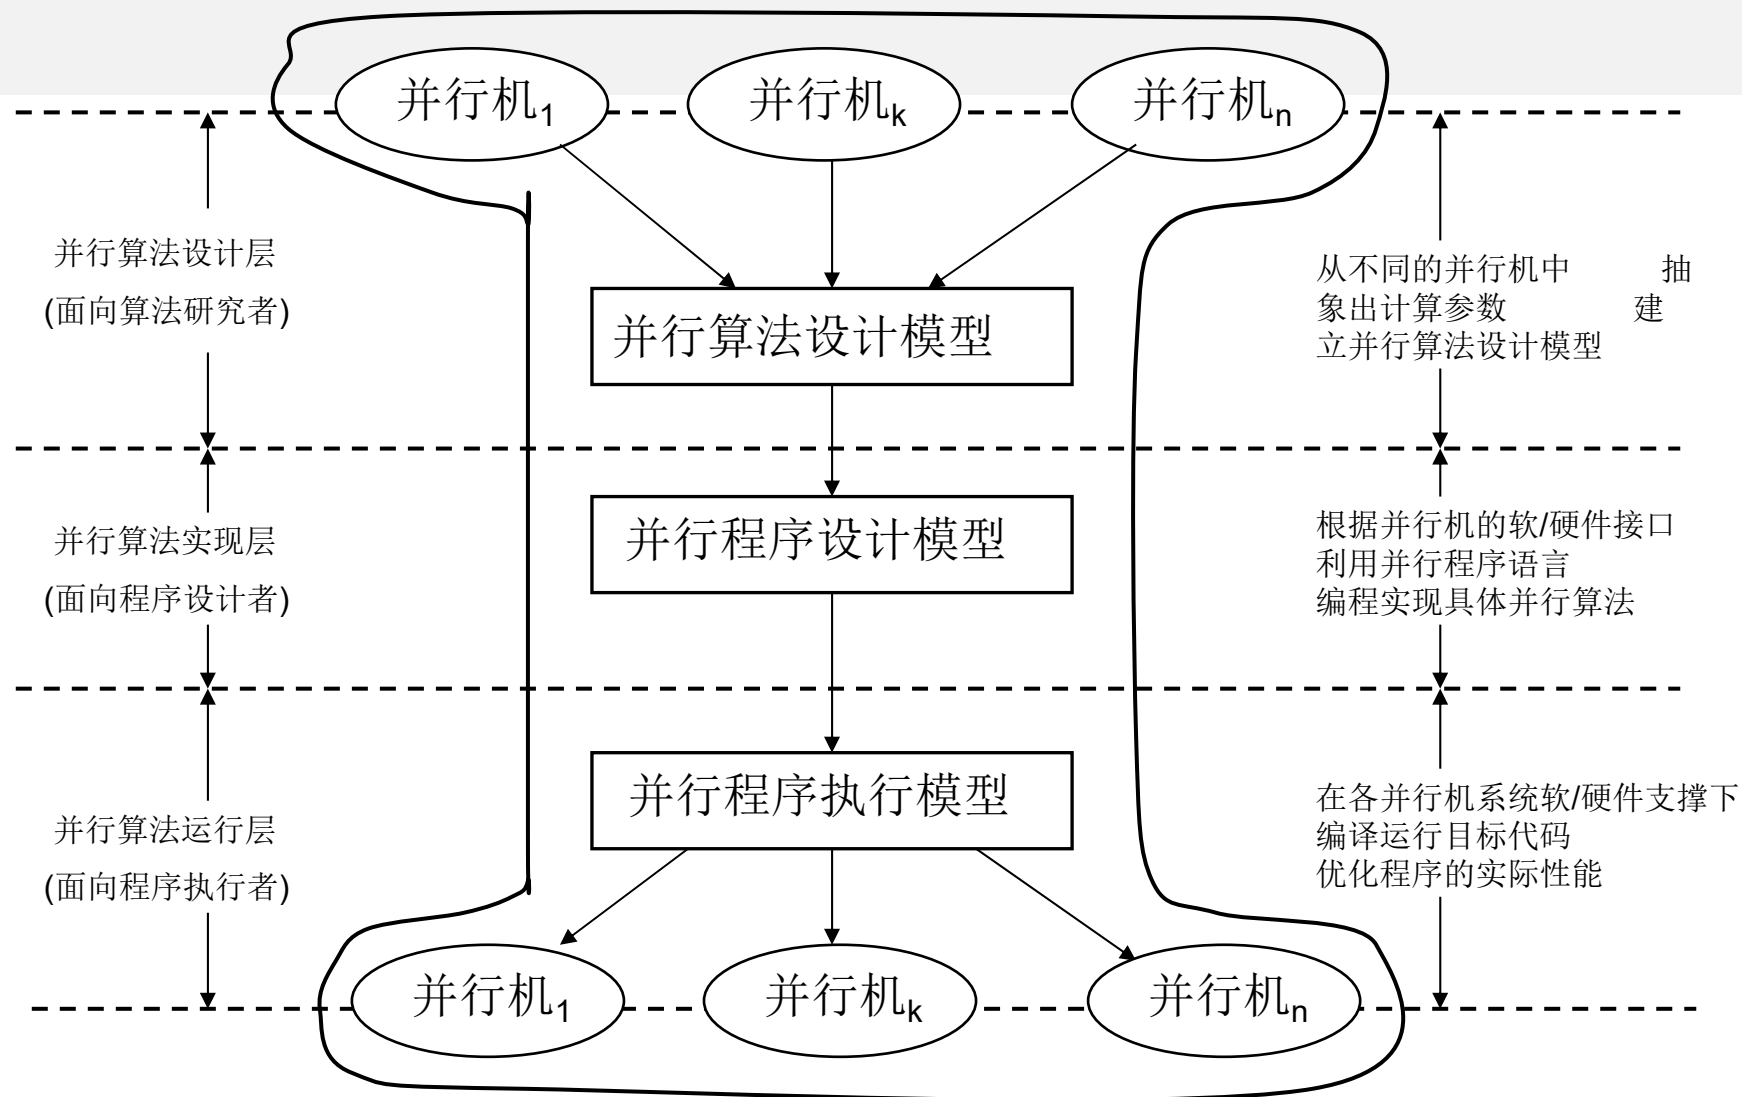 并行机1
并行机k
并行机n
并行算法设计层
(面向算法研究者)
从不同的并行机中 抽
象出计算参数 建
立并行算法设计模型
并行算法设计模型
并行算法实现层
(面向程序设计者)
并行程序设计模型
根据并行机的软/硬件接口
利用并行程序语言
编程实现具体并行算法
并行算法运行层
(面向程序执行者)
并行程序执行模型
在各并行机系统软/硬件支撑下
编译运行目标代码
优化程序的实际性能
并行机1
并行机k
并行机n